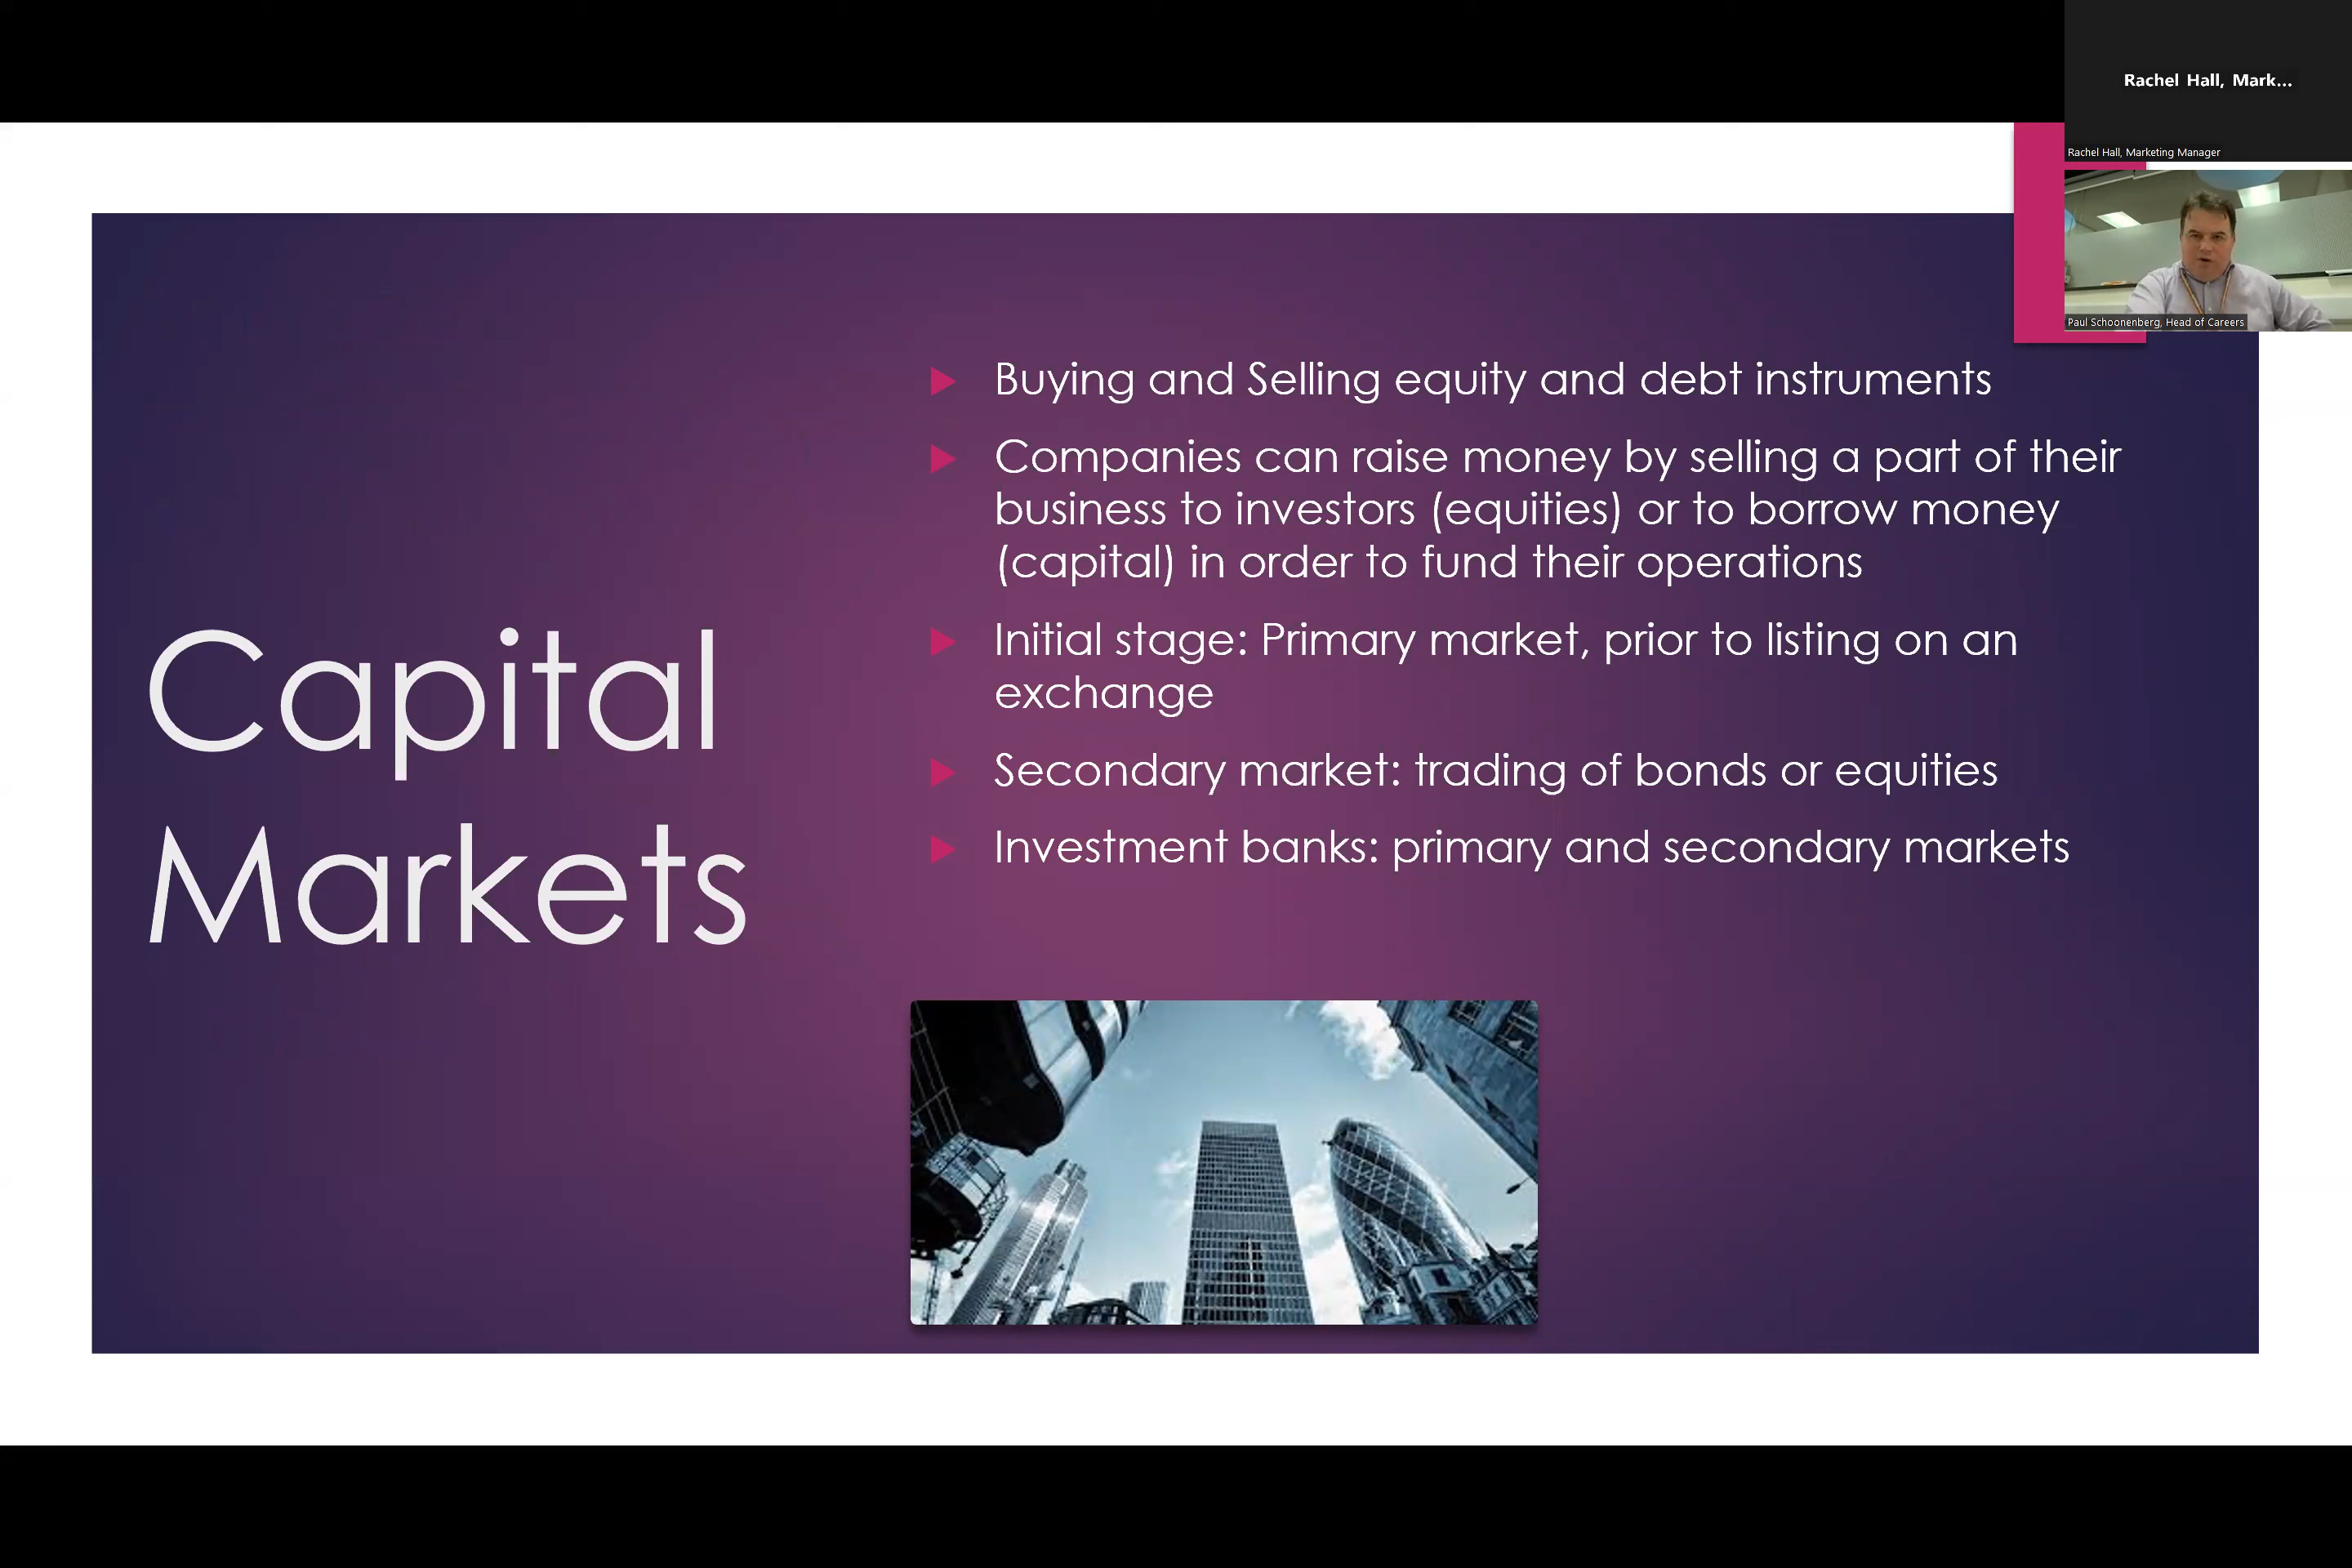 Rachel Hall, Mark...
Rachel Hall, Marketing Manager
Paul Schoonenberg, Head of Careers
Capital
Markets
Buying and Selling equity and debt instruments
Companies can raise money by selling a part of their
business to investors (equities) or to borrow money
(capital) in order to fund their operations
Initial stage: Primary market, prior to listing on an
exchange
Secondary market: trading of bonds or equities
Investment banks: primary and secondary markets